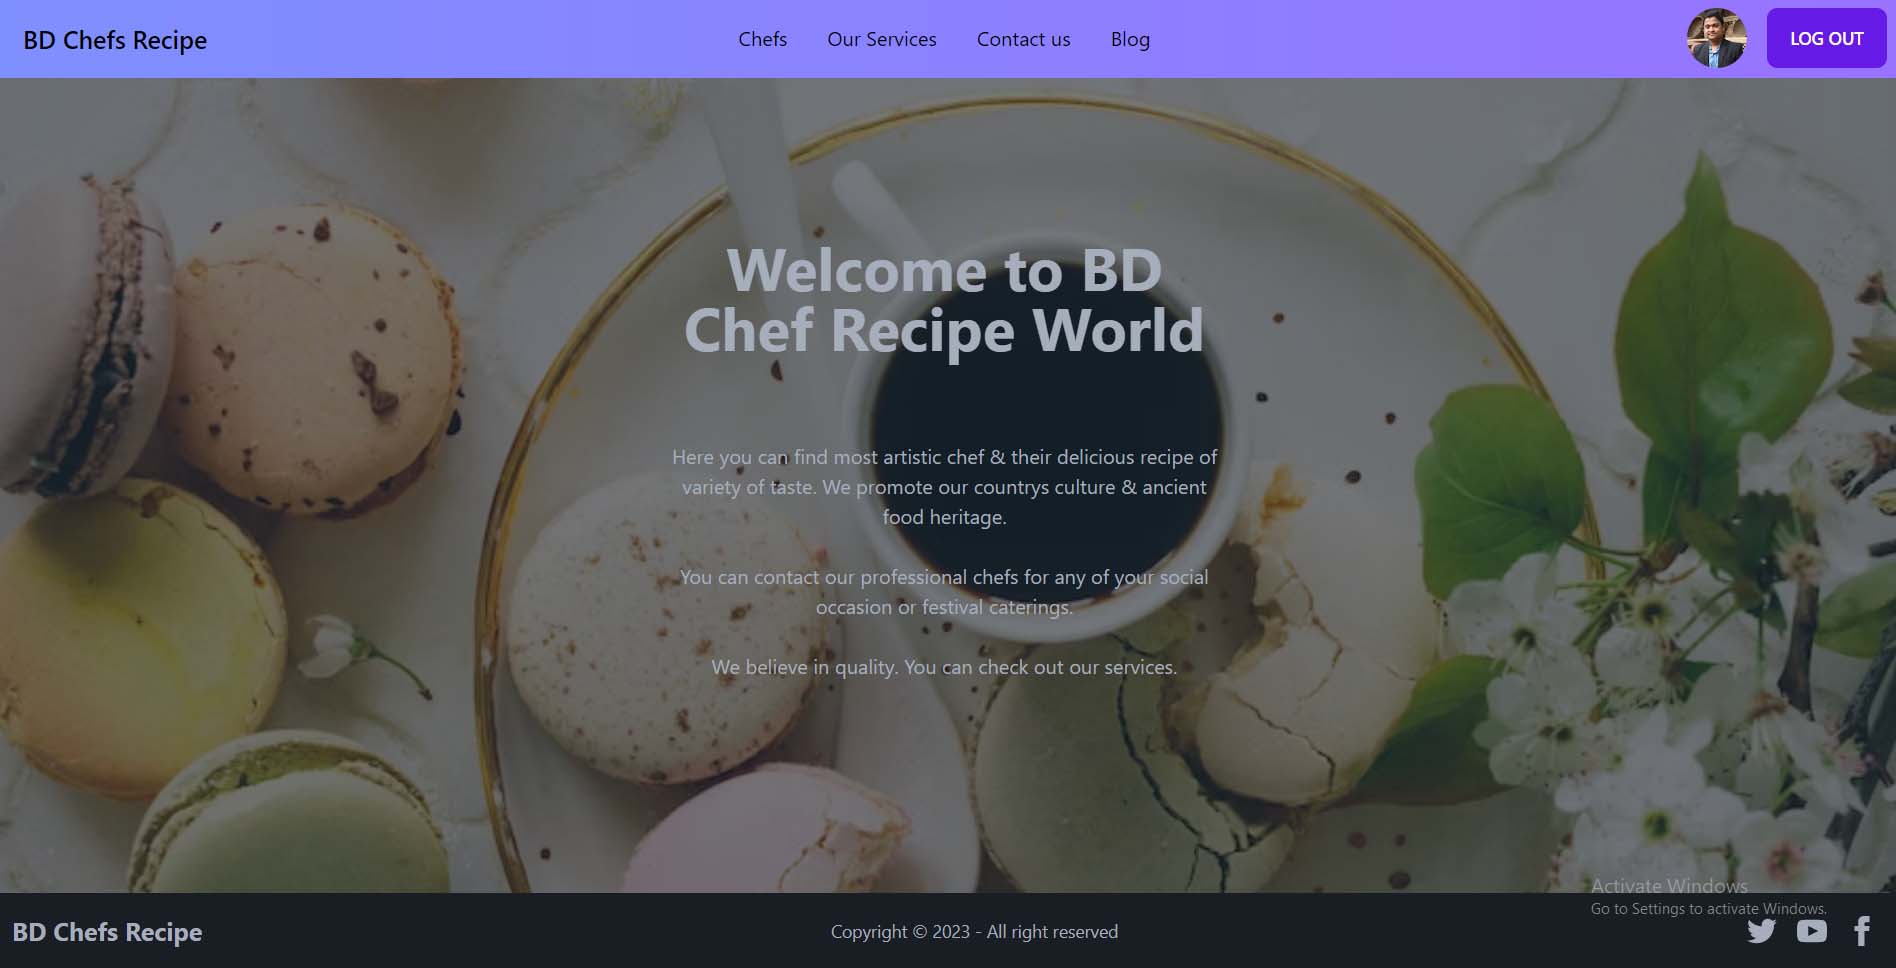 BD Chefs Recipe
Chefs
Our Services
Contact us
Blog
LOG OUT
Welcome to BD
Chef Recipe World
Here you can find most artistic chef & their delicious recipe of
variety of taste. We promote our countrys culture & ancient
food heritage.
You can contact our professional chefs for any of your social
occasion or festival caterings.
We believe in quality. You can check out our services.
Activate Windows
Go to Settings to activate Windows.
BD Chefs Recipe
Copyright © 2023 - All right reserved